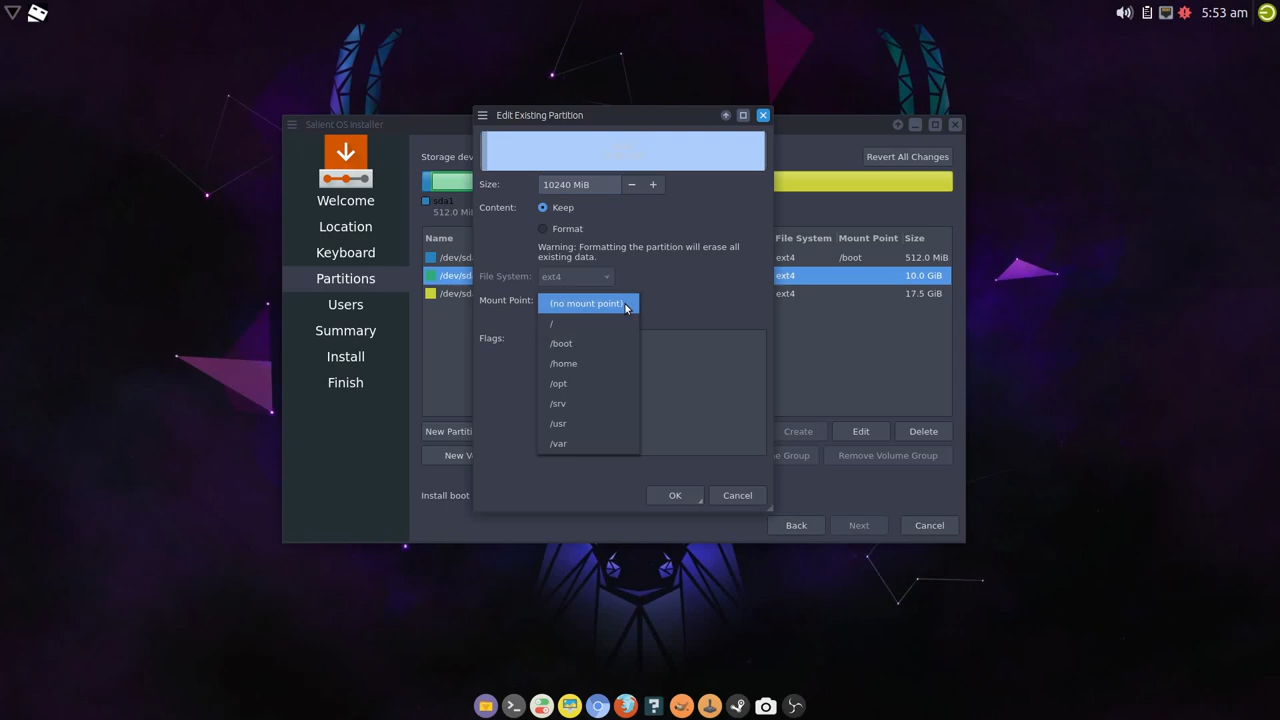 5:53 am
Salient OS Installer
Welcome
Location
Keyboard
Partitions
Users
Summary
Install
Finish
Storage dev
Revert All Changes
sda1
512.0 Mi
Name
File System
Mount Point
Size
/dev/sd
ext4
/boot
512.0 MiB
/dev/sd
ext4
10.0 GiB
/dev/sd
ext4
17.5 GiB
New Partiti
Create
Edit
Delete
New V
me Group
Remove Volume Group
Install boot
Back
Next
Cancel
Edit Existing Partition
Size:
10240 MiB
Content:
Keep
Format
Warning: Formatting the partition will erase all
existing data.
File System:
ext4
Mount Point:
(no mount point)
/
/boot
/home
/opt
/srv
/usr
/var
Flags:
OK
Cancel